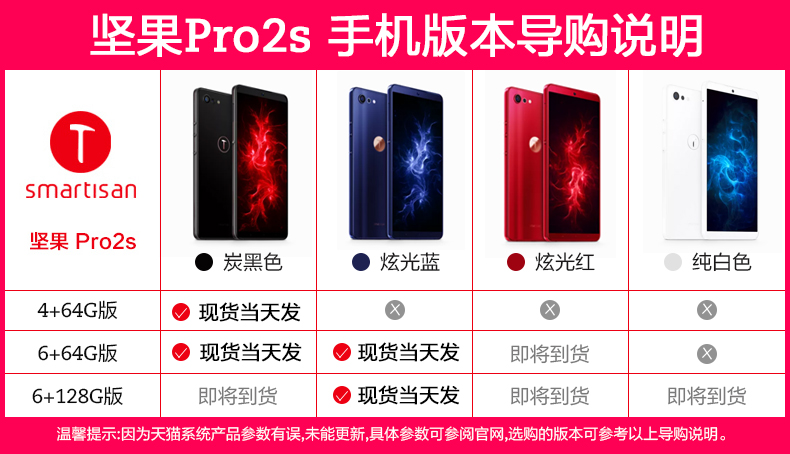 坚果Pro2s 手机版本导购说明
T
smartisan
坚果 Pro2s
炭黑色 炫光蓝 炫光红 纯白色
4+64G版 现货当天发 X X X
6+64G版 现货当天发 现货当天发 即将到货 X
6+128G版 即将到货 现货当天发 即将到货 即将到货
温馨提示:因为天猫系统产品参数有误,未能更新,具体参数可参阅官网,选购的版本可参考以上导购说明。